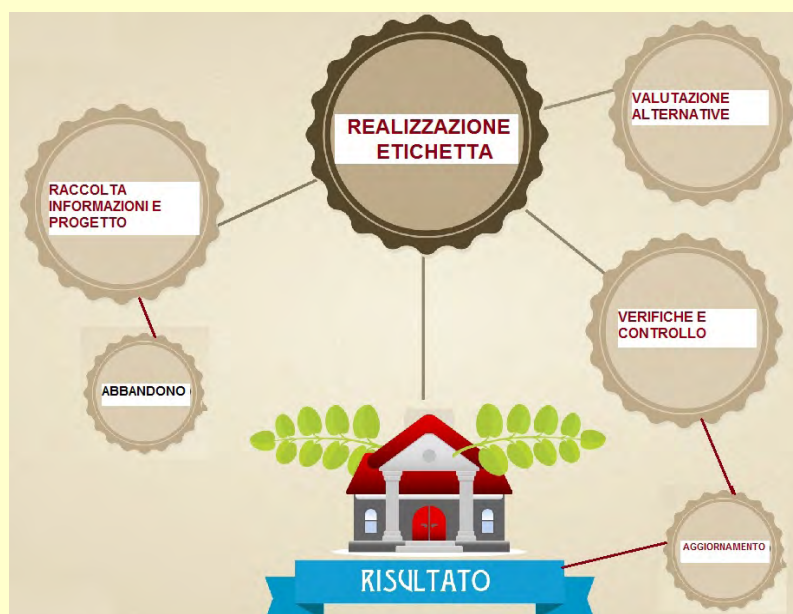 REALIZZAZIONE
ETICHETTA
VALUTAZIONE
ALTERNATIVE
RACCOLTA
INFORMAZIONI E
PROGETTO
VERIFICHE E
CONTROLLO
ABBANDONO
AGGIORNAMENTO
RISULTATO